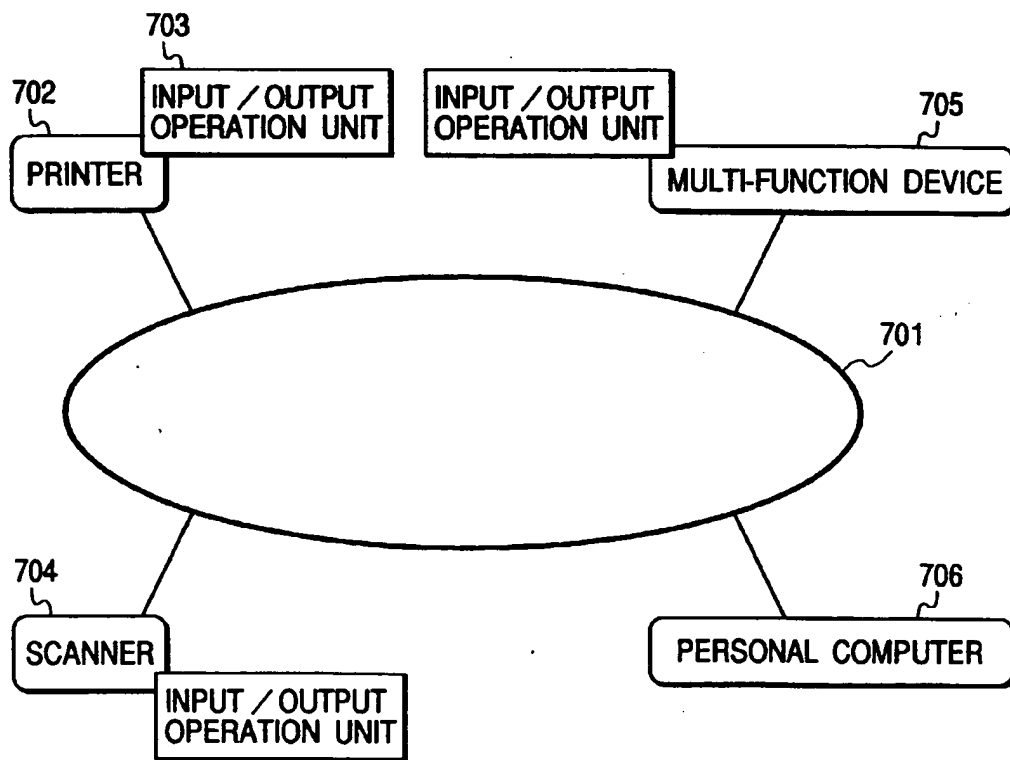 703
702
INPUT / OUTPUT
OPERATION UNIT
INPUT / OUTPUT
OPERATION UNIT
705
PRINTER
MULTI-FUNCTION DEVICE
701
704
706
SCANNER
PERSONAL COMPUTER
INPUT / OUTPUT
OPERATION UNIT